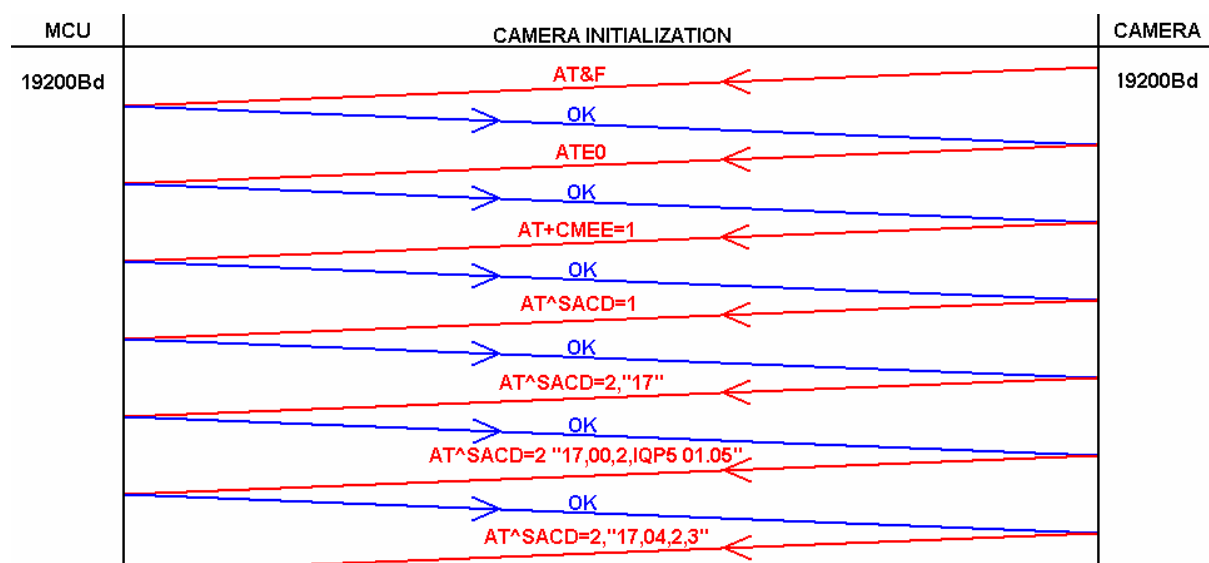 MCU
CAMERA INITIALIZATION
CAMERA
19200Bd
19200Bd
AT&F
OK
ATE0
OK
AT+CMEE=1
OK
AT^SACD=1
OK
AT^SACD=2,"17"
OK
AT^SACD=2 "17,00,2,IQP5 01.05"
OK
AT^SACD=2,"17,04,2,3"